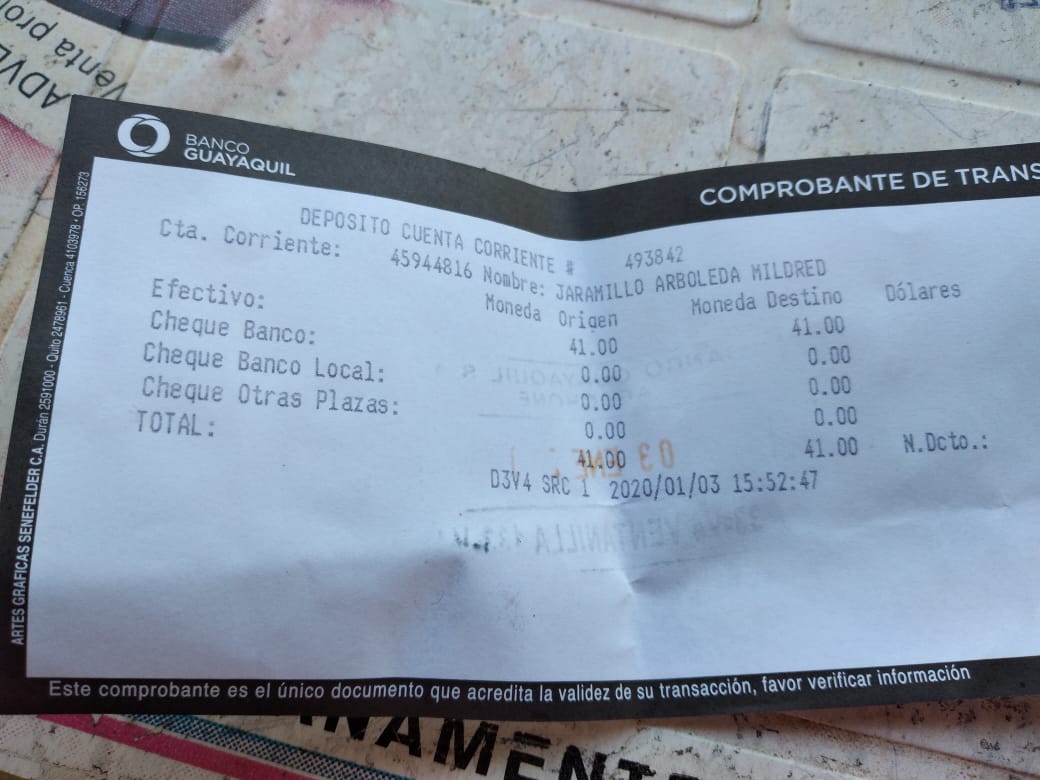 ADVE
Venta pro
BANCO
GUAYAQUIL
COMPROBANTE DE TRANS
DEPOSITO CUENTA CORRIENTE # 493842
Cta. Corriente: 45944816 Nombre: JARAMILLO ARBOLEDA MILDRED
Moneda Origen Moneda Destino Dólares
Efectivo: 41.00 41.00
Cheque Banco: 0.00 0.00
Cheque Banco Local: 0.00 0.00
Cheque Otras Plazas: 0.00 0.00
TOTAL: 41.00 41.00 N.Dcto.:
03 ENE
D3V4 SRC 1 2020/01/03 15:52:47
VENTANILLA
Este comprobante es el único documento que acredita la validez de su transacción, favor verificar información
ARTES GRAFICAS SENEFELDER C.A. Durán 2591000 - Quito 2478961 - Cuenca 4103978 • OP. 156273
INAMENT